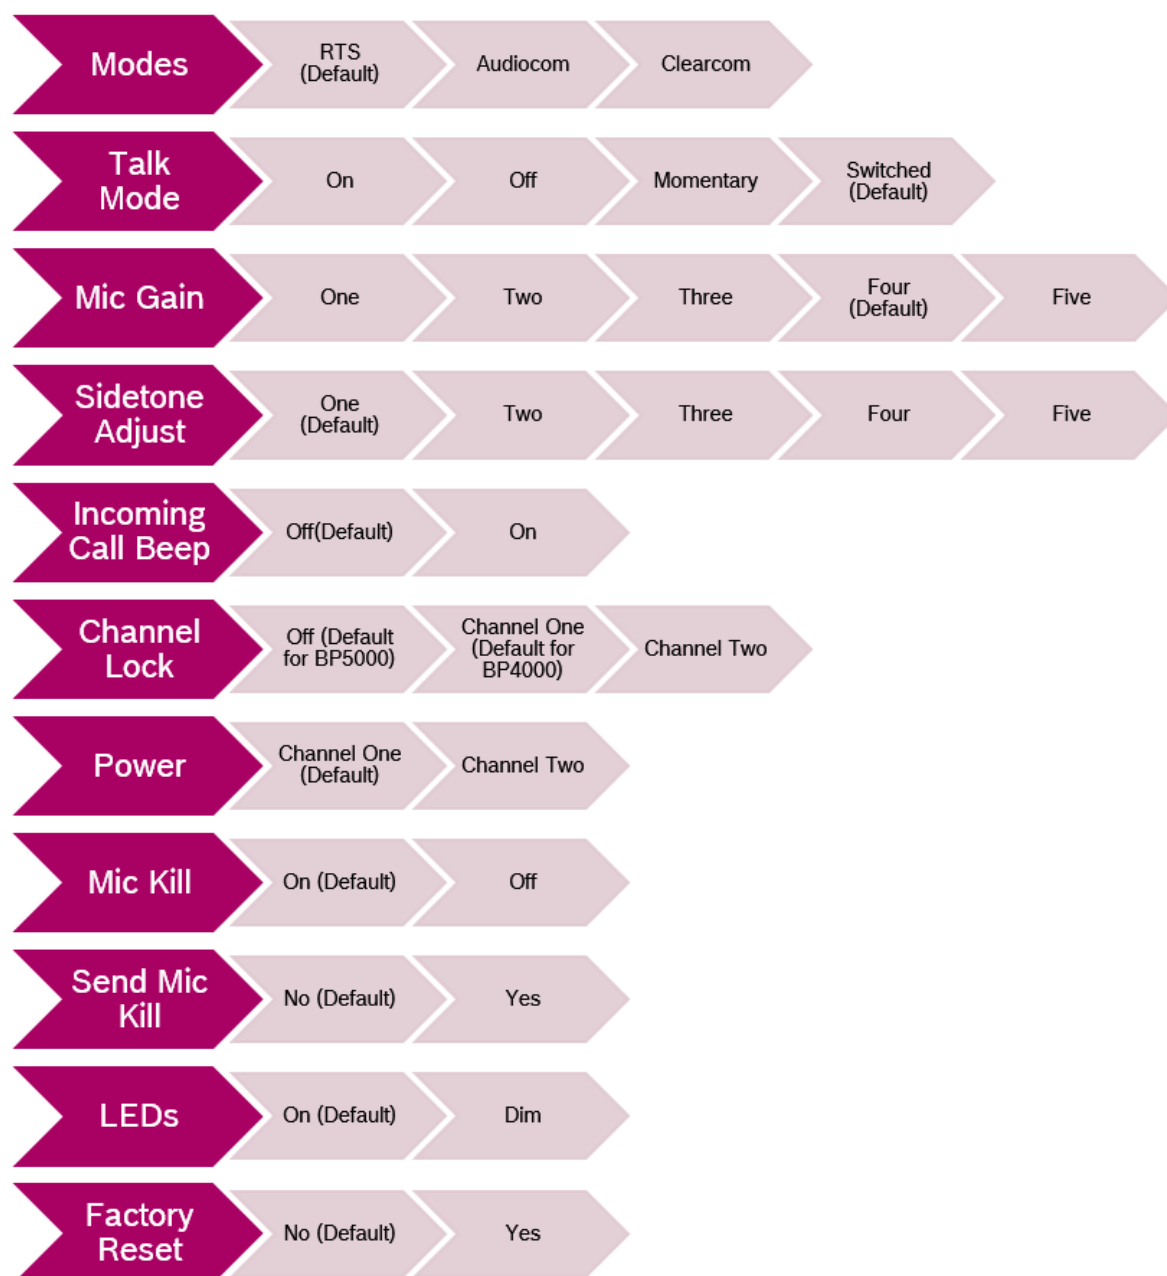 Modes
RTS
(Default)
Audiocom
Clearcom
Talk
Mode
On
Off
Momentary
Switched
(Default)
Mic Gain
One
Two
Three
Four
(Default)
Five
Sidetone
Adjust
One
(Default)
Two
Three
Four
Five
Incoming
Call Beep
Off(Default)
On
Channel
Lock
Off (Default
for BP5000)
Channel One
(Default for
BP4000)
Channel Two
Power
Channel One
(Default)
Channel Two
Mic Kill
On (Default)
Off
Send Mic
Kill
No (Default)
Yes
LEDs
On (Default)
Dim
Factory
Reset
No (Default)
Yes